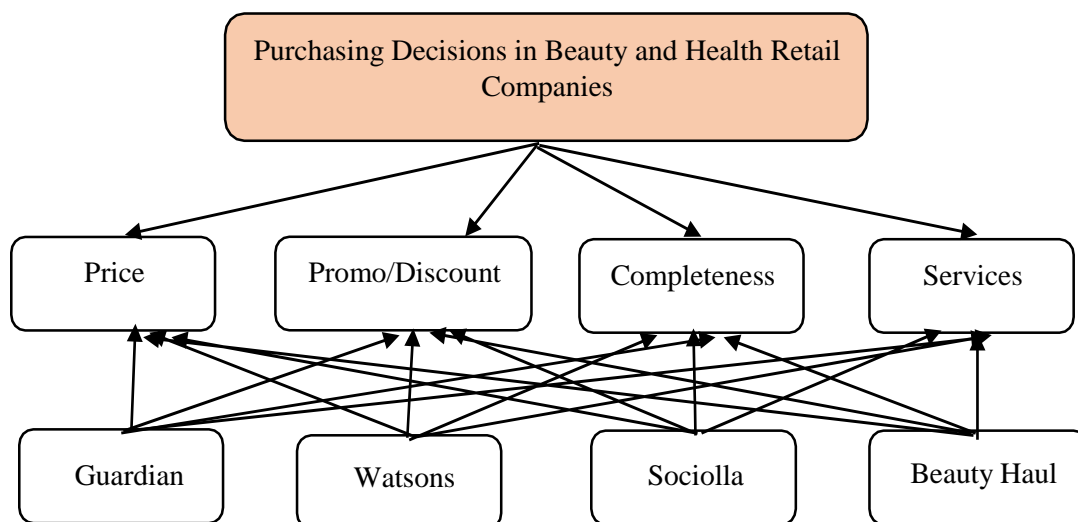 Purchasing Decisions in Beauty and Health Retail
Companies
Price
Promo/Discount
Completeness
Services
Guardian
Watsons
Sociolla
Beauty Haul